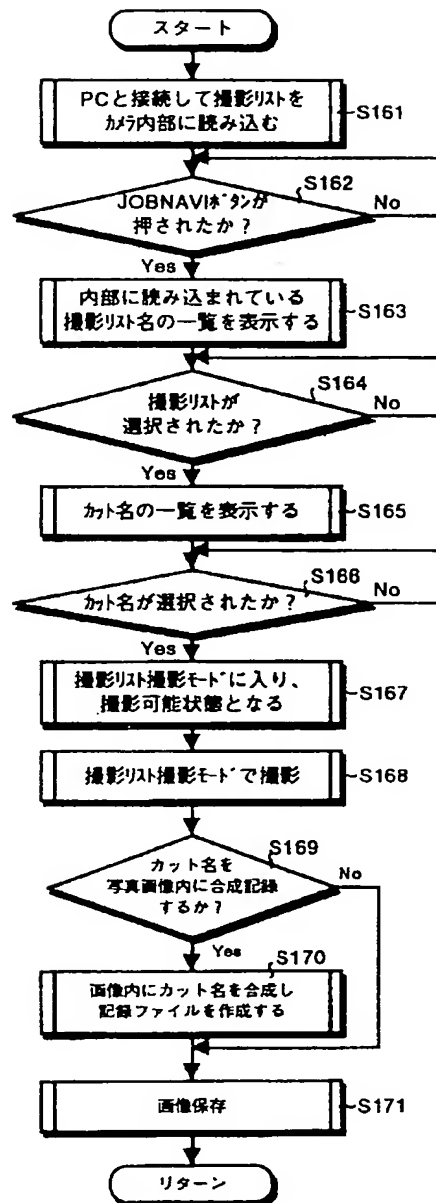 スタート
PCと接続して撮影リストを
カメラ内部に読み込む
S161
S162
JOBNAVIボタンが
押されたか？
No
Yes
内部に読み込まれている
撮影リスト名の一覧を表示する
S163
S164
撮影リストが
選択されたか？
No
Yes
カット名の一覧を表示する
S165
S166
カット名が選択されたか？
No
Yes
撮影リスト撮影モードに入り、
撮影可能状態となる
S167
撮影リスト撮影モードで撮影
S168
S169
カット名を
写真画像内に合成記録
するか？
No
Yes
S170
画像内にカット名を合成し
記録ファイルを作成する
画像保存
S171
リターン